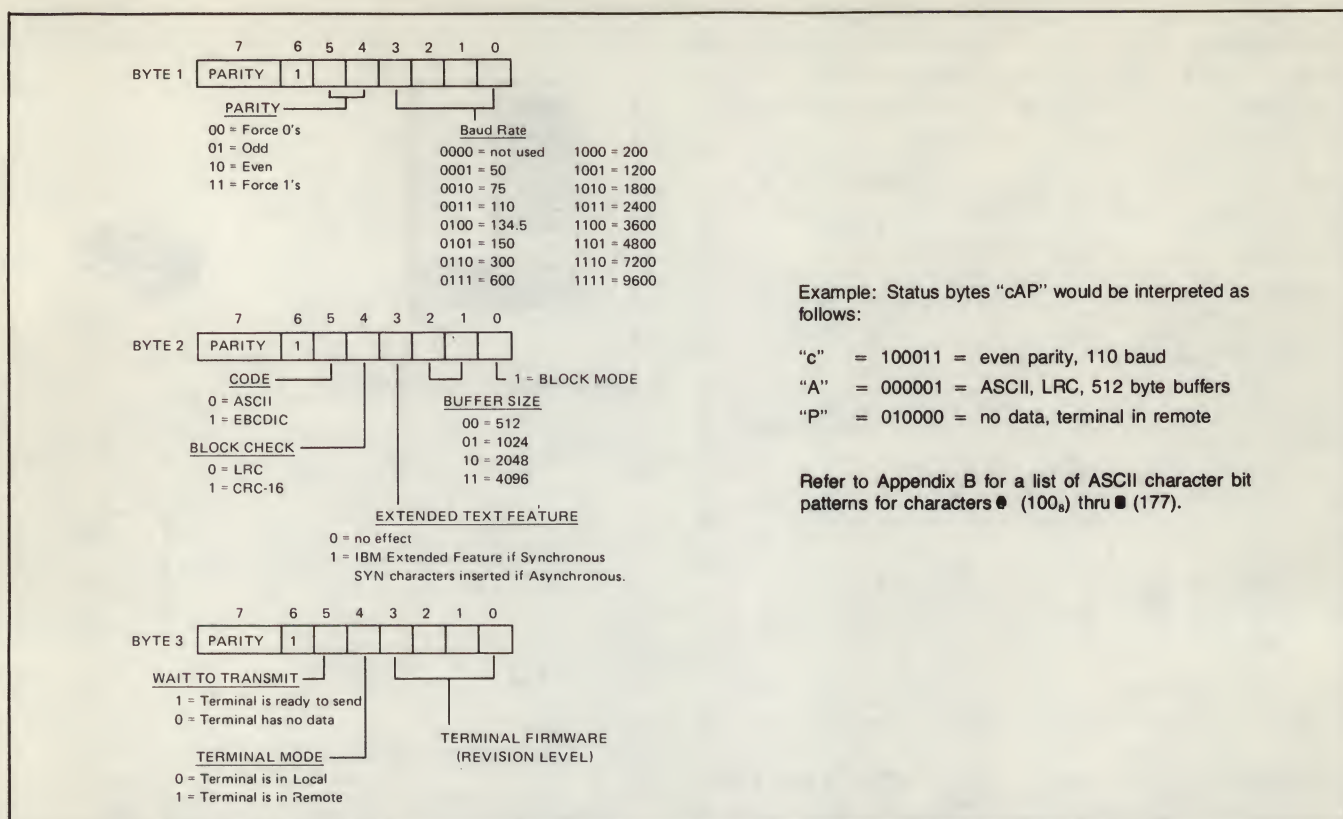 7 6 5 4 3 2 1 0
BYTE 1 PARITY 1
PARITY
00 = Force 0's
01 = Odd
10 = Even
11 = Force 1's
Baud Rate
0000 = not used 1000 = 200
0001 = 50 1001 = 1200
0010 = 75 1010 = 1800
0011 = 110 1011 = 2400
0100 = 134.5 1100 = 3600
0101 = 150 1101 = 4800
0110 = 300 1110 = 7200
0111 = 600 1111 = 9600
7 6 5 4 3 2 1 0
BYTE 2 PARITY 1
CODE
0 = ASCII
1 = EBCDIC
BLOCK CHECK
0 = LRC
1 = CRC-16
1 = BLOCK MODE
BUFFER SIZE
00 = 512
01 = 1024
10 = 2048
11 = 4096
EXTENDED TEXT FEATURE
0 = no effect
1 = IBM Extended Feature if Synchronous
SYN characters inserted if Asynchronous.
7 6 5 4 3 2 1 0
BYTE 3 PARITY 1
WAIT TO TRANSMIT
1 = Terminal is ready to send
0 = Terminal has no data
TERMINAL MODE
0 = Terminal is in Local
1 = Terminal is in Remote
TERMINAL FIRMWARE
(REVISION LEVEL)
Example: Status bytes “cAP” would be interpreted as
follows:
“c” = 100011 = even parity, 110 baud
“A” = 000001 = ASCII, LRC, 512 byte buffers
“P” = 010000 = no data, terminal in remote
Refer to Appendix B for a list of ASCII character bit
patterns for characters (100₈) thru (177).